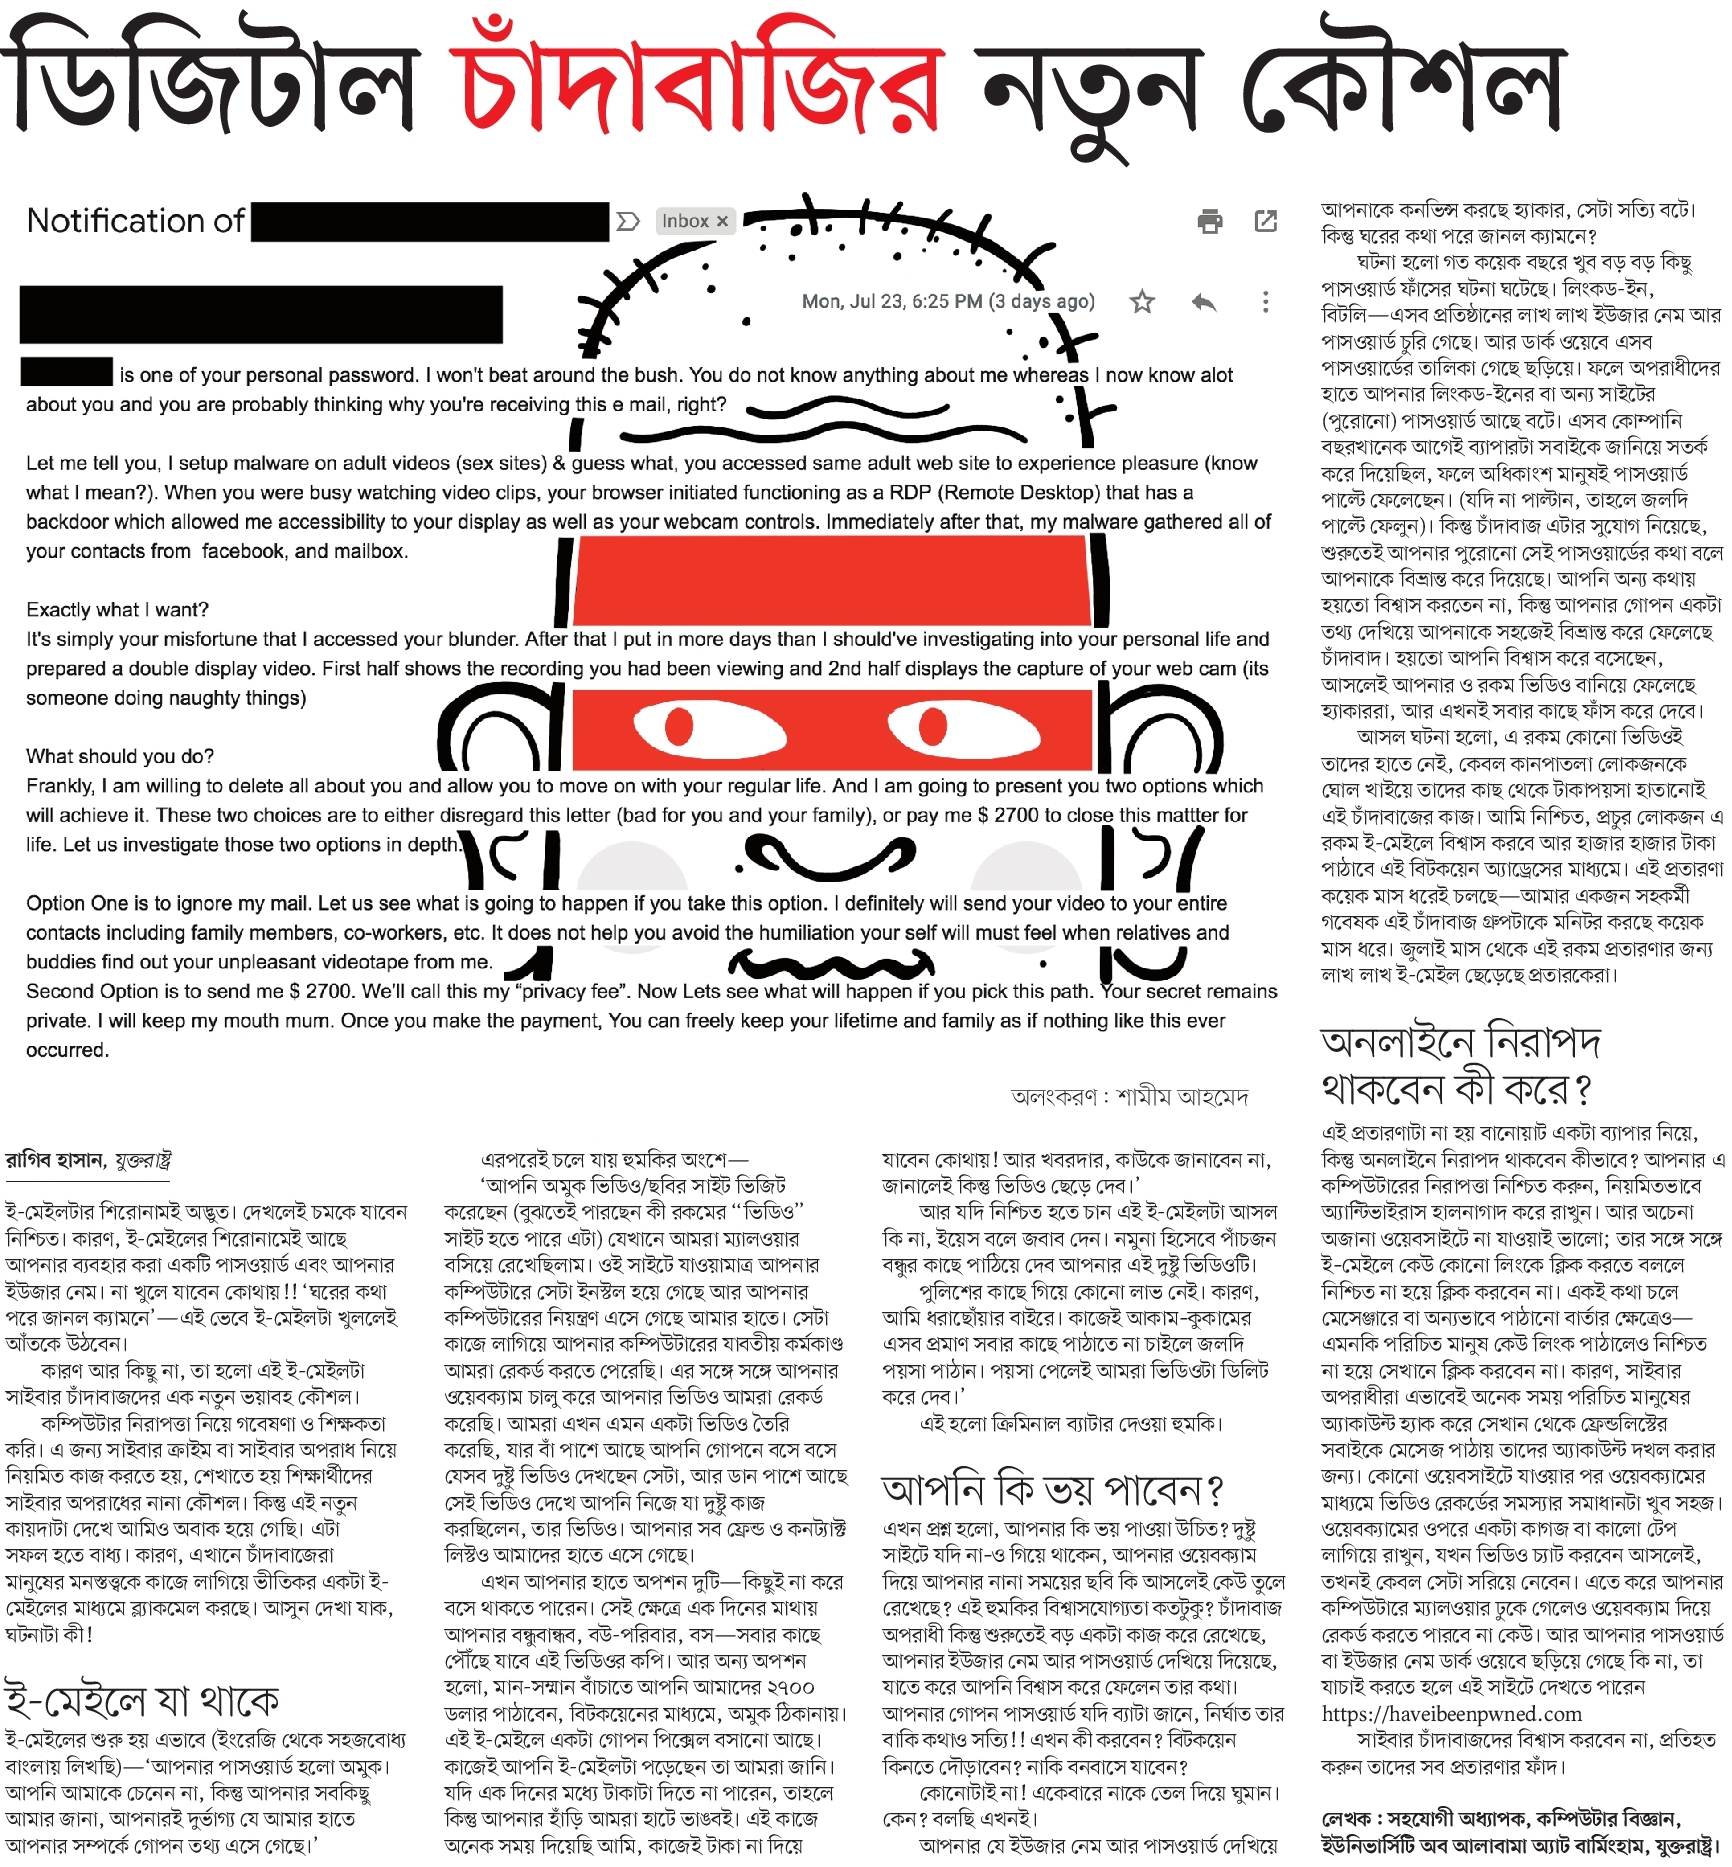 ডিজিটাল চাঁদাবাজির নতুন কৌশল
Notification of
Inbox ×
Mon, Jul 23, 6:25 PM (3 days ago)
is one of your personal password. I won't beat around the bush. You do not know anything about me whereas I now know alot
about you and you are probably thinking why you're receiving this e mail, right?
Let me tell you, I setup malware on adult videos (sex sites) & guess what, you accessed same adult web site to experience pleasure (know
what I mean?). When you were busy watching video clips, your browser initiated functioning as a RDP (Remote Desktop) that has a
backdoor which allowed me accessibility to your display as well as your webcam controls. Immediately after that, my malware gathered all of
your contacts from facebook, and mailbox.
Exactly what I want?
It's simply your misfortune that I accessed your blunder. After that I put in more days than I should've investigating into your personal life and
prepared a double display video. First half shows the recording you had been viewing and 2nd half displays the capture of your web cam (its
someone doing naughty things)
What should you do?
Frankly, I am willing to delete all about you and allow you to move on with your regular life. And I am going to present you two options which
will achieve it. These two choices are to either disregard this letter (bad for you and your family), or pay me $ 2700 to close this mattter for
life. Let us investigate those two options in depth.
Option One is to ignore my mail. Let us see what is going to happen if you take this option. I definitely will send your video to your entire
contacts including family members, co-workers, etc. It does not help you avoid the humiliation your self will must feel when relatives and
buddies find out your unpleasant videotape from me.
Second Option is to send me $ 2700. We'll call this my “privacy fee”. Now Lets see what will happen if you pick this path. Your secret remains
private. I will keep my mouth mum. Once you make the payment, You can freely keep your lifetime and family as if nothing like this ever
occurred.
অলংকরণ : শামীম আহমেদ
রাগিব হাসান, যুক্তরাষ্ট্র
ই-মেইলটার শিরোনামই অদ্ভুত। দেখলেই চমকে যাবেন
নিশ্চিত। কারণ, ই-মেইলের শিরোনামেই আছে
আপনার ব্যবহার করা একটি পাসওয়ার্ড এবং আপনার
ইউজার নেম। না খুলে যাবেন কোথায়!! ‘ঘরের কথা
পরে জানল ক্যামনে’—এই ভেবে ই-মেইলটা খুললেই
আঁতকে উঠবেন।
কারণ আর কিছু না, তা হলো এই ই-মেইলটা
সাইবার চাঁদাবাজদের এক নতুন ভয়াবহ কৌশল।
কম্পিউটার নিরাপত্তা নিয়ে গবেষণা ও শিক্ষকতা
করি। এ জন্য সাইবার ক্রাইম বা সাইবার অপরাধ নিয়ে
নিয়মিত কাজ করতে হয়, শেখাতে হয় শিক্ষার্থীদের
সাইবার অপরাধের নানা কৌশল। কিন্তু এই নতুন
কায়দাটা দেখে আমিও অবাক হয়ে গেছি। এটা
সফল হতে বাধ্য। কারণ, এখানে চাঁদাবাজেরা
মানুষের মনস্তত্ত্বকে কাজে লাগিয়ে ভীতিকর একটা ই-
মেইলের মাধ্যমে ব্ল্যাকমেল করছে। আসুন দেখা যাক,
ঘটনাটা কী!
ই-মেইলে যা থাকে
ই-মেইলের শুরু হয় এভাবে (ইংরেজি থেকে সহজবোধ্য
বাংলায় লিখছি)—‘আপনার পাসওয়ার্ড হলো অমুক।
আপনি আমাকে চেনেন না, কিন্তু আপনার সবকিছু
আমার জানা, আপনারই দুর্ভাগ্য যে আমার হাতে
আপনার সম্পর্কে গোপন তথ্য এসে গেছে।’
এরপরেই চলে যায় হুমকির অংশে—
‘আপনি অমুক ভিডিও/ছবির সাইট ভিজিট
করেছেন (বুঝতেই পারছেন কী রকমের “ভিডিও”
সাইট হতে পারে এটা) যেখানে আমরা ম্যালওয়ার
বসিয়ে রেখেছিলাম। ওই সাইটে যাওয়ামাত্র আপনার
কম্পিউটারে সেটা ইনস্টল হয়ে গেছে আর আপনার
কম্পিউটারের নিয়ন্ত্রণ এসে গেছে আমার হাতে। সেটা
কাজে লাগিয়ে আপনার কম্পিউটারের যাবতীয় কর্মকাণ্ড
আমরা রেকর্ড করতে পেরেছি। এর সঙ্গে সঙ্গে আপনার
ওয়েবক্যাম চালু করে আপনার ভিডিও আমরা রেকর্ড
করেছি। আমরা এখন এমন একটা ভিডিও তৈরি
করেছি, যার বাঁ পাশে আছে আপনি গোপনে বসে বসে
যেসব দুষ্টু ভিডিও দেখছেন সেটা, আর ডান পাশে আছে
সেই ভিডিও দেখে আপনি নিজে যা দুষ্টু কাজ
করছিলেন, তার ভিডিও। আপনার সব ফ্রেন্ড ও কনট্যাক্ট
লিস্টও আমাদের হাতে এসে গেছে।
এখন আপনার হাতে অপশন দুটি—কিছুই না করে
বসে থাকতে পারেন। সেই ক্ষেত্রে এক দিনের মাথায়
আপনার বন্ধুবান্ধব, বউ-পরিবার, বস—সবার কাছে
পৌঁছে যাবে এই ভিডিওর কপি। আর অন্য অপশন
হলো, মান-সম্মান বাঁচাতে আপনি আমাদের ২৭০০
ডলার পাঠাবেন, বিটকয়েনের মাধ্যমে, অমুক ঠিকানায়।
এই ই-মেইলে একটা গোপন পিক্সেল বসানো আছে।
কাজেই আপনি ই-মেইলটা পড়েছেন তা আমরা জানি।
যদি এক দিনের মধ্যে টাকাটা দিতে না পারেন, তাহলে
কিন্তু আপনার হাঁড়ি আমরা হাটে ভাঙবই। এই কাজে
অনেক সময় দিয়েছি আমি, কাজেই টাকা না দিয়ে
যাবেন কোথায়! আর খবরদার, কাউকে জানাবেন না,
জানালেই কিন্তু ভিডিও ছেড়ে দেব।’
আর যদি নিশ্চিত হতে চান এই ই-মেইলটা আসল
কি না, ইয়েস বলে জবাব দেন। নমুনা হিসেবে পাঁচজন
বন্ধুর কাছে পাঠিয়ে দেব আপনার এই দুষ্টু ভিডিওটি।
পুলিশের কাছে গিয়ে কোনো লাভ নেই। কারণ,
আমি ধরাছোঁয়ার বাইরে। কাজেই আকাম-কুকামের
এসব প্রমাণ সবার কাছে পাঠাতে না চাইলে জলদি
পয়সা পাঠান। পয়সা পেলেই আমরা ভিডিওটা ডিলিট
করে দেব।’
এই হলো ক্রিমিনাল ব্যাটার দেওয়া হুমকি।
আপনি কি ভয় পাবেন?
এখন প্রশ্ন হলো, আপনার কি ভয় পাওয়া উচিত? দুষ্টু
সাইটে যদি না-ও গিয়ে থাকেন, আপনার ওয়েবক্যাম
দিয়ে আপনার নানা সময়ের ছবি কি আসলেই কেউ তুলে
রেখেছে? এই হুমকির বিশ্বাসযোগ্যতা কতটুকু? চাঁদাবাজ
অপরাধী কিন্তু শুরুতেই বড় একটা কাজ করে রেখেছে,
আপনার ইউজার নেম আর পাসওয়ার্ড দেখিয়ে দিয়েছে,
যাতে করে আপনি বিশ্বাস করে ফেলেন তার কথা।
আপনার গোপন পাসওয়ার্ড যদি ব্যাটা জানে, নির্ঘাত তার
বাকি কথাও সত্যি!! এখন কী করবেন? বিটকয়েন
কিনতে দৌড়াবেন? নাকি বনবাসে যাবেন?
কোনোটাই না! একেবারে নাকে তেল দিয়ে ঘুমান।
কেন? বলছি এখনই।
আপনার যে ইউজার নেম আর পাসওয়ার্ড দেখিয়ে
আপনাকে কনভিন্স করছে হ্যাকার, সেটা সত্যি বটে।
কিন্তু ঘরের কথা পরে জানল ক্যামনে?
ঘটনা হলো গত কয়েক বছরে খুব বড় বড় কিছু
পাসওয়ার্ড ফাঁসের ঘটনা ঘটেছে। লিংকড-ইন,
বিটলি—এসব প্রতিষ্ঠানের লাখ লাখ ইউজার নেম আর
পাসওয়ার্ড চুরি গেছে। আর ডার্ক ওয়েবে এসব
পাসওয়ার্ডের তালিকা গেছে ছড়িয়ে। ফলে অপরাধীদের
হাতে আপনার লিংকড-ইনের বা অন্য সাইটের
(পুরোনো) পাসওয়ার্ড আছে বটে। এসব কোম্পানি
বছরখানেক আগেই ব্যাপারটা সবাইকে জানিয়ে সতর্ক
করে দিয়েছিল, ফলে অধিকাংশ মানুষই পাসওয়ার্ড
পাল্টে ফেলেছেন। (যদি না পাল্টান, তাহলে জলদি
পাল্টে ফেলুন)। কিন্তু চাঁদাবাজ এটার সুযোগ নিয়েছে,
শুরুতেই আপনার পুরোনো সেই পাসওয়ার্ডের কথা বলে
আপনাকে বিভ্রান্ত করে দিয়েছে। আপনি অন্য কথায়
হয়তো বিশ্বাস করতেন না, কিন্তু আপনার গোপন একটা
তথ্য দেখিয়ে আপনাকে সহজেই বিভ্রান্ত করে ফেলেছে
চাঁদাবাদ। হয়তো আপনি বিশ্বাস করে বসেছেন,
আসলেই আপনার ও রকম ভিডিও বানিয়ে ফেলেছে
হ্যাকাররা, আর এখনই সবার কাছে ফাঁস করে দেবে।
আসল ঘটনা হলো, এ রকম কোনো ভিডিওই
তাদের হাতে নেই, কেবল কানপাতলা লোকজনকে
ঘোল খাইয়ে তাদের কাছ থেকে টাকাপয়সা হাতানোই
এই চাঁদাবাজের কাজ। আমি নিশ্চিত, প্রচুর লোকজন এ
রকম ই-মেইলে বিশ্বাস করবে আর হাজার হাজার টাকা
পাঠাবে এই বিটকয়েন অ্যাড্রেসের মাধ্যমে। এই প্রতারণা
কয়েক মাস ধরেই চলছে—আমার একজন সহকর্মী
গবেষক এই চাঁদাবাজ গ্রুপটাকে মনিটর করছে কয়েক
মাস ধরে। জুলাই মাস থেকে এই রকম প্রতারণার জন্য
লাখ লাখ ই-মেইল ছেড়েছে প্রতারকেরা।
অনলাইনে নিরাপদ
থাকবেন কী করে?
এই প্রতারণাটা না হয় বানোয়াট একটা ব্যাপার নিয়ে,
কিন্তু অনলাইনে নিরাপদ থাকবেন কীভাবে? আপনার এ
কম্পিউটারের নিরাপত্তা নিশ্চিত করুন, নিয়মিতভাবে
অ্যান্টিভাইরাস হালনাগাদ করে রাখুন। আর অচেনা
অজানা ওয়েবসাইটে না যাওয়াই ভালো; তার সঙ্গে সঙ্গে
ই-মেইলে কেউ কোনো লিংকে ক্লিক করতে বললে
নিশ্চিত না হয়ে ক্লিক করবেন না। একই কথা চলে
মেসেঞ্জারে বা অন্যভাবে পাঠানো বার্তার ক্ষেত্রেও—
এমনকি পরিচিত মানুষ কেউ লিংক পাঠালেও নিশ্চিত
না হয়ে সেখানে ক্লিক করবেন না। কারণ, সাইবার
অপরাধীরা এভাবেই অনেক সময় পরিচিত মানুষের
অ্যাকাউন্ট হ্যাক করে সেখান থেকে ফ্রেন্ডলিস্টের
সবাইকে মেসেজ পাঠায় তাদের অ্যাকাউন্ট দখল করার
জন্য। কোনো ওয়েবসাইটে যাওয়ার পর ওয়েবক্যামের
মাধ্যমে ভিডিও রেকর্ডের সমস্যার সমাধানটা খুব সহজ।
ওয়েবক্যামের ওপরে একটা কাগজ বা কালো টেপ
লাগিয়ে রাখুন, যখন ভিডিও চ্যাট করবেন আসলেই,
তখনই কেবল সেটা সরিয়ে নেবেন। এতে করে আপনার
কম্পিউটারে ম্যালওয়ার ঢুকে গেলেও ওয়েবক্যাম দিয়ে
রেকর্ড করতে পারবে না কেউ। আর আপনার পাসওয়ার্ড
বা ইউজার নেম ডার্ক ওয়েবে ছড়িয়ে গেছে কি না, তা
যাচাই করতে হলে এই সাইটে দেখতে পারেন
https://haveibeenpwned.com
সাইবার চাঁদাবাজদের বিশ্বাস করবেন না, প্রতিহত
করুন তাদের সব প্রতারণার ফাঁদ।
লেখক : সহযোগী অধ্যাপক, কম্পিউটার বিজ্ঞান,
ইউনিভার্সিটি অব আলাবামা অ্যাট বার্মিংহাম, যুক্তরাষ্ট্র।